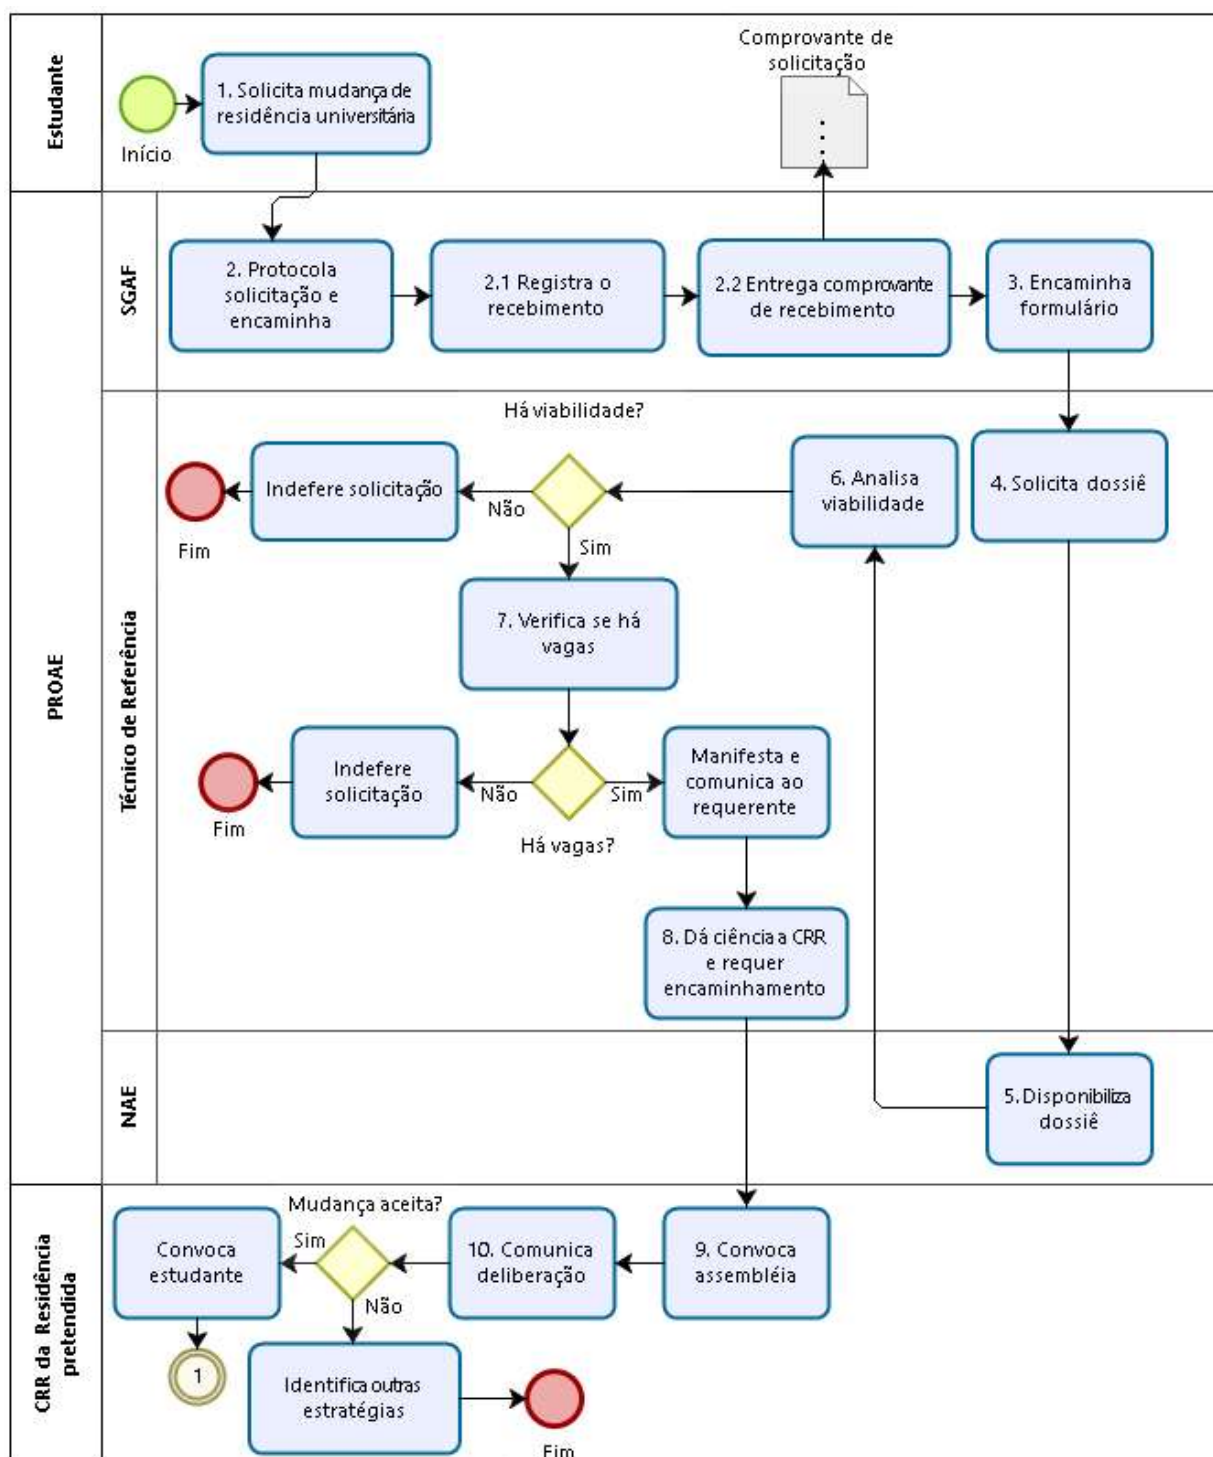 Estudante
Início
1. Solicita mudança de
residência universitária
Comprovante de
solicitação
PROAE
SGAF
2. Protocola
solicitação e
encaminha
2.1 Registra o
recebimento
2.2 Entrega comprovante
de recebimento
3. Encaminha
formulário
Técnico de Referência
Há viabilidade?
Fim
Indefere solicitação
Não
Sim
6. Analisa
viabilidade
4. Solicita dossiê
7. Verifica se há
vagas
Fim
Indefere
solicitação
Não
Sim
Há vagas?
Manifesta e
comunica ao
requerente
8. Dá ciência a CRR
e requer
encaminhamento
NAE
5. Disponibiliza
dossiê
CRR da Residência
pretendida
Mudança aceita?
Convoca
estudante
Sim
Não
10. Comunica
deliberação
9. Convoca
assembléia
1
Identifica outras
estratégias
Fim